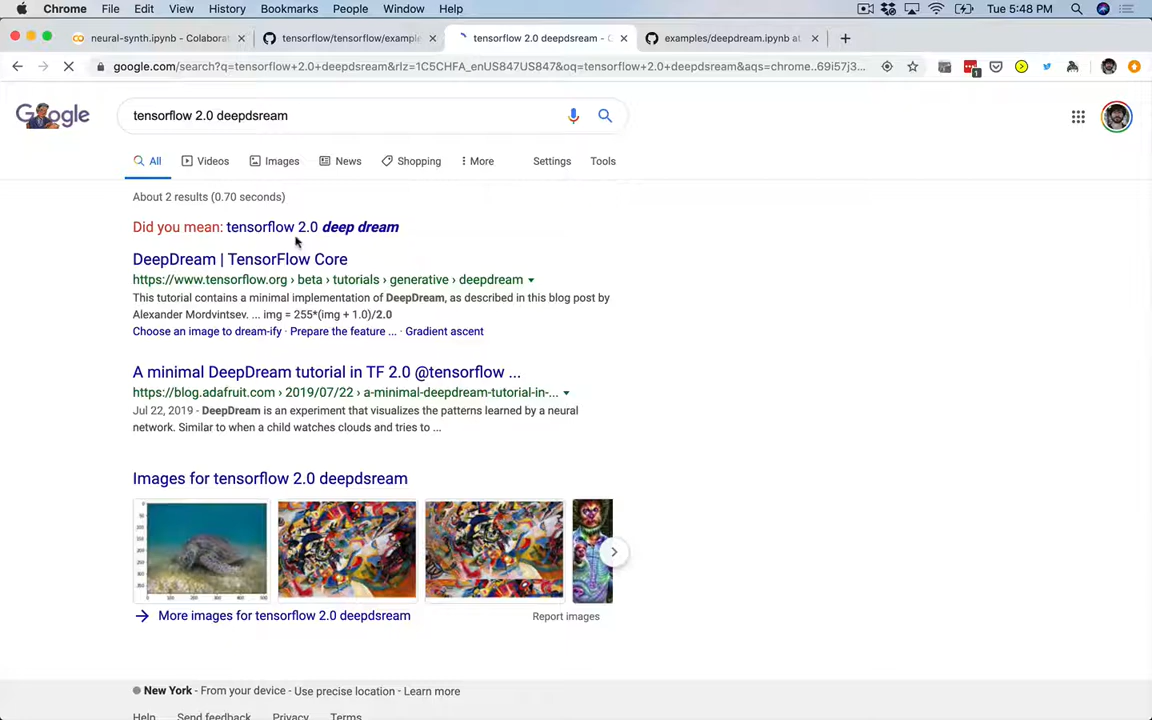 Chrome File Edit View History Bookmarks People Window Help Tue 5:48 PM
neural-synth.ipynb - Colaborat × tensorflow/tensorflow/example × tensorflow 2.0 deepdsream - G × examples/deepdream.ipynb at × +
google.com/search?q=tensorflow+2.0+deepdsream&rlz=1C5CHFA_enUS847US847&oq=tensorflow+2.0+deepdsream&aqs=chrome..69i57j3... 1
Google tensorflow 2.0 deepdsream
All Videos Images News Shopping More Settings Tools
About 2 results (0.70 seconds)
Did you mean: tensorflow 2.0 deep dream
DeepDream | TensorFlow Core
https://www.tensorflow.org › beta › tutorials › generative › deepdream
This tutorial contains a minimal implementation of DeepDream, as described in this blog post by
Alexander Mordvintsev. ... img = 255*(img + 1.0)/2.0
Choose an image to dream-ify · Prepare the feature ... · Gradient ascent
A minimal DeepDream tutorial in TF 2.0 @tensorflow ...
https://blog.adafruit.com › 2019/07/22 › a-minimal-deepdream-tutorial-in-...
Jul 22, 2019 - DeepDream is an experiment that visualizes the patterns learned by a neural
network. Similar to when a child watches clouds and tries to ...
Images for tensorflow 2.0 deepdsream
More images for tensorflow 2.0 deepdsream Report images
New York - From your device - Use precise location - Learn more
Help Send feedback Privacy Terms